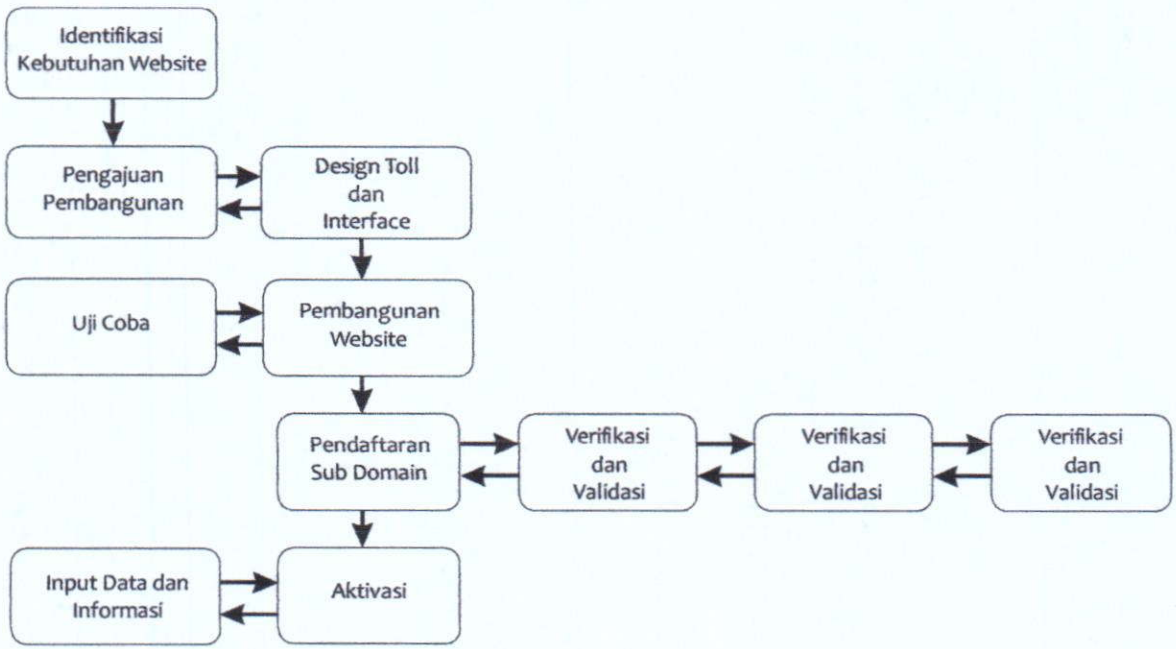 Identifikasi
Kebutuhan Website
Pengajuan
Pembangunan
Design Toll
dan
Interface
Uji Coba
Pembangunan
Website
Pendaftaran
Sub Domain
Verifikasi
dan
Validasi
Verifikasi
dan
Validasi
Verifikasi
dan
Validasi
Input Data dan
Informasi
Aktivasi